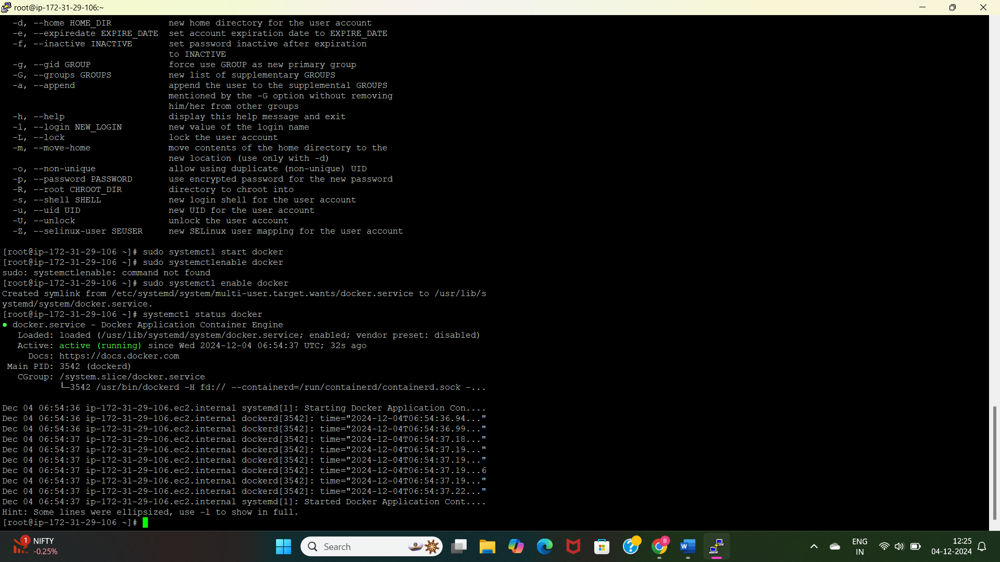 root@ip-172-31-29-106:~
-d, --home HOME_DIR           new home directory for the user account
-e, --expiredate EXPIRE_DATE  set account expiration date to EXPIRE_DATE
-f, --inactive INACTIVE       set password inactive after expiration
to INACTIVE
-g, --gid GROUP               force use GROUP as new primary group
-G, --groups GROUPS           new list of supplementary GROUPS
-a, --append                  append the user to the supplemental GROUPS
mentioned by the -G option without removing
him/her from other groups
-h, --help                    display this help message and exit
-l, --login NEW_LOGIN         new value of the login name
-L, --lock                    lock the user account
-m, --move-home               move contents of the home directory to the
new location (use only with -d)
-o, --non-unique              allow using duplicate (non-unique) UID
-p, --password PASSWORD       use encrypted password for the new password
-R, --root CHROOT_DIR         directory to chroot into
-s, --shell SHELL             new login shell for the user account
-u, --uid UID                 new UID for the user account
-U, --unlock                  unlock the user account
-Z, --selinux-user SEUSER     new SELinux user mapping for the user account
[root@ip-172-31-29-106 ~]# sudo systemctl start docker
[root@ip-172-31-29-106 ~]# sudo systemctlenable docker
sudo: systemctlenable: command not found
[root@ip-172-31-29-106 ~]# sudo systemctl enable docker
Created symlink from /etc/systemd/system/multi-user.target.wants/docker.service to /usr/lib/s
ystemd/system/docker.service.
[root@ip-172-31-29-106 ~]# systemctl status docker
● docker.service - Docker Application Container Engine
Loaded: loaded (/usr/lib/systemd/system/docker.service; enabled; vendor preset: disabled)
Active: active (running) since Wed 2024-12-04 06:54:37 UTC; 32s ago
Docs: https://docs.docker.com
Main PID: 3542 (dockerd)
CGroup: /system.slice/docker.service
└─3542 /usr/bin/dockerd -H fd:// --containerd=/run/containerd/containerd.sock -...
Dec 04 06:54:36 ip-172-31-29-106.ec2.internal systemd[1]: Starting Docker Application Con....
Dec 04 06:54:36 ip-172-31-29-106.ec2.internal dockerd[3542]: time="2024-12-04T06:54:36.94..."
Dec 04 06:54:36 ip-172-31-29-106.ec2.internal dockerd[3542]: time="2024-12-04T06:54:36.99..."
Dec 04 06:54:37 ip-172-31-29-106.ec2.internal dockerd[3542]: time="2024-12-04T06:54:37.18..."
Dec 04 06:54:37 ip-172-31-29-106.ec2.internal dockerd[3542]: time="2024-12-04T06:54:37.19..."
Dec 04 06:54:37 ip-172-31-29-106.ec2.internal dockerd[3542]: time="2024-12-04T06:54:37.19..."
Dec 04 06:54:37 ip-172-31-29-106.ec2.internal dockerd[3542]: time="2024-12-04T06:54:37.19...6
Dec 04 06:54:37 ip-172-31-29-106.ec2.internal dockerd[3542]: time="2024-12-04T06:54:37.19..."
Dec 04 06:54:37 ip-172-31-29-106.ec2.internal dockerd[3542]: time="2024-12-04T06:54:37.22..."
Dec 04 06:54:37 ip-172-31-29-106.ec2.internal systemd[1]: Started Docker Application Cont....
Hint: Some lines were ellipsized, use -l to show in full.
[root@ip-172-31-29-106 ~]#
1 NIFTY
-0.25%
Search
B
W
ENG
IN
12:25
04-12-2024